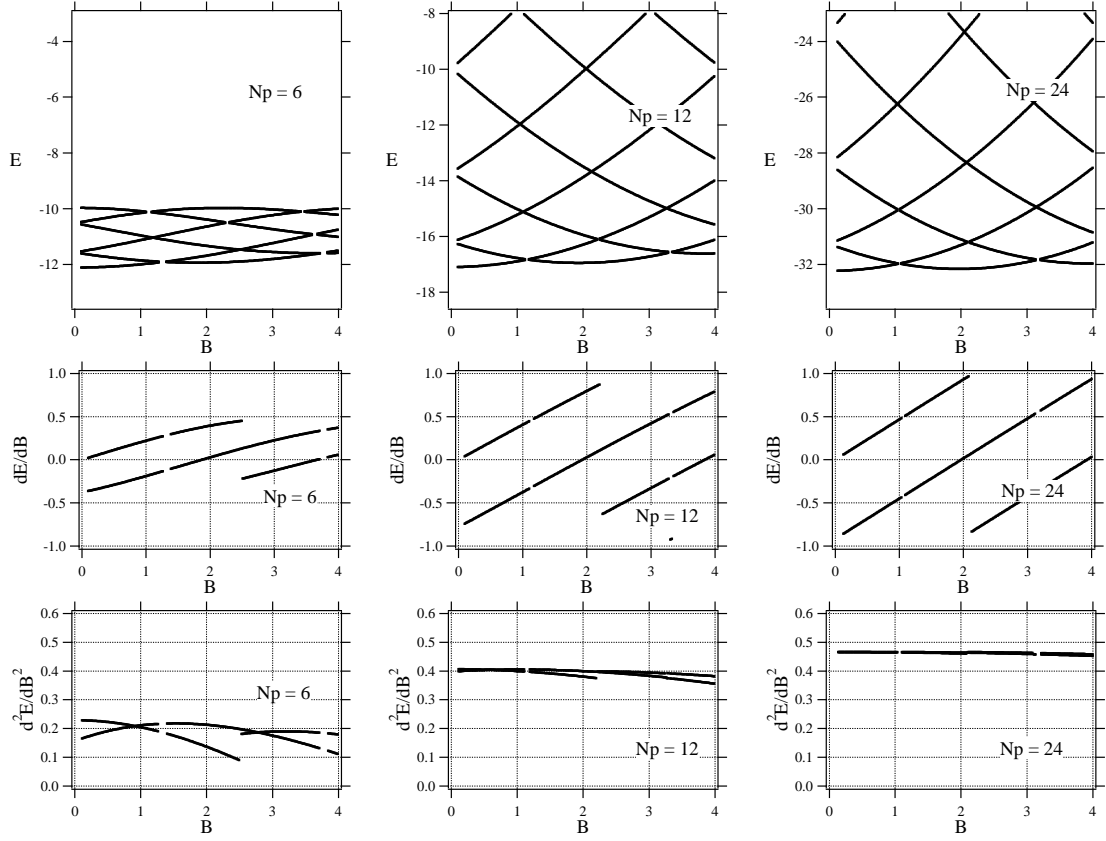 -4
-6
-8
-10
-12
E
Np = 6
0 1 2 3 4
B
-8
-10
-12
-14
-16
-18
E
Np = 12
0 1 2 3 4
B
-24
-26
-28
-30
-32
E
Np = 24
0 1 2 3 4
B
1.0
0.5
0.0
-0.5
-1.0
dE/dB
Np = 6
0 1 2 3 4
B
1.0
0.5
0.0
-0.5
-1.0
dE/dB
Np = 12
0 1 2 3 4
B
1.0
0.5
0.0
-0.5
-1.0
dE/dB
Np = 24
0 1 2 3 4
B
0.6
0.5
0.4
0.3
0.2
0.1
0.0
d²E/dB²
Np = 6
0 1 2 3 4
B
0.6
0.5
0.4
0.3
0.2
0.1
0.0
d²E/dB²
Np = 12
0 1 2 3 4
B
0.6
0.5
0.4
0.3
0.2
0.1
0.0
d²E/dB²
Np = 24
0 1 2 3 4
B